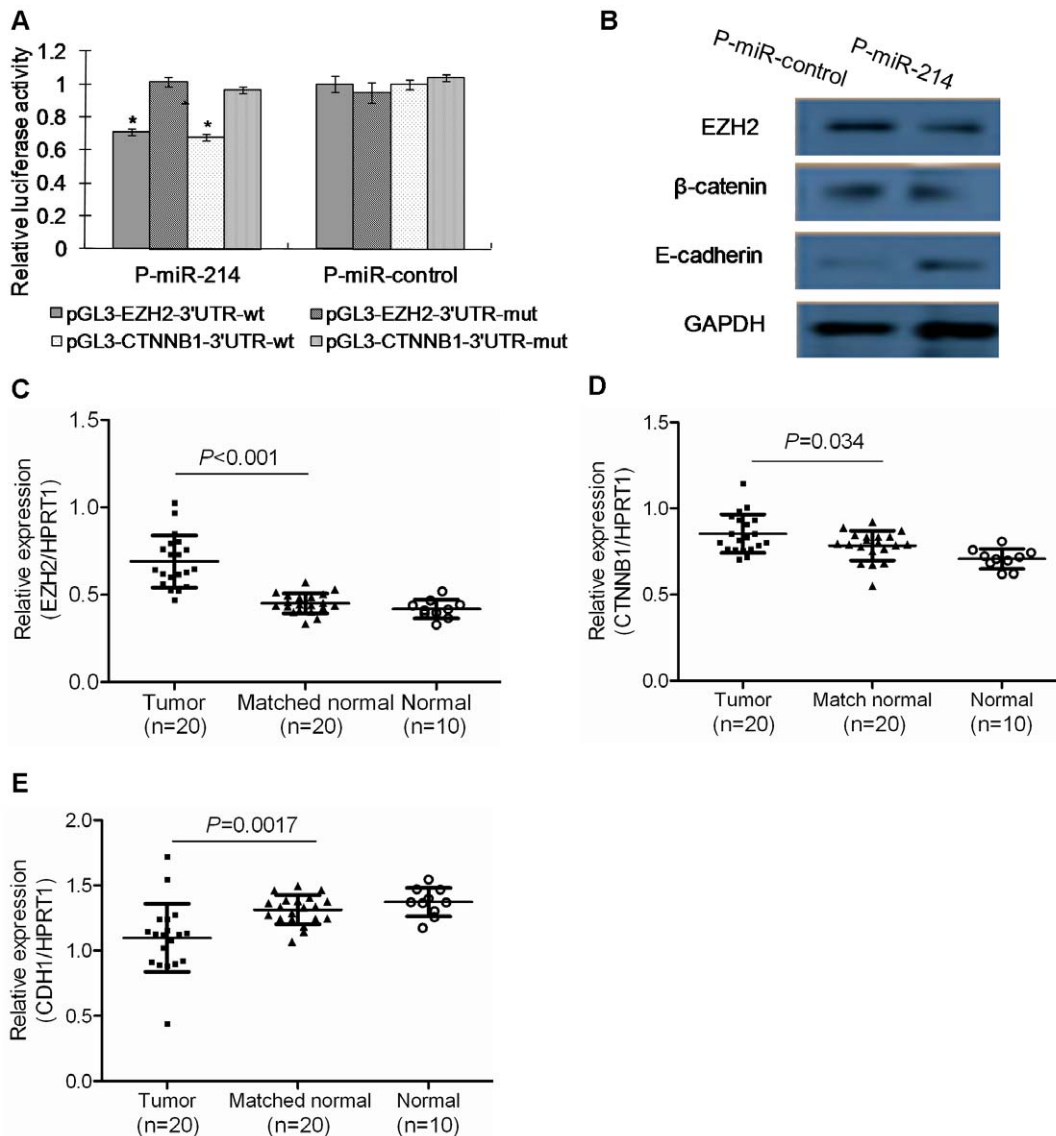 A
Relative luciferase activity
1.2
1
0.8
0.6
0.4
0.2
0
*
*
P-miR-214
P-miR-control
pGL3-EZH2-3'UTR-wt
pGL3-EZH2-3'UTR-mut
pGL3-CTNNB1-3'UTR-wt
pGL3-CTNNB1-3'UTR-mut
B
P-miR-control
P-miR-214
EZH2
β-catenin
E-cadherin
GAPDH
C
Relative expression
(EZH2/HPRT1)
1.5
1.0
0.5
0.0
P<0.001
Tumor
(n=20)
Matched normal
(n=20)
Normal
(n=10)
D
Relative expression
(CTNNB1/HPRT1)
1.5
1.0
0.5
0.0
P=0.034
Tumor
(n=20)
Match normal
(n=20)
Normal
(n=10)
E
Relative expression
(CDH1/HPRT1)
2.0
1.5
1.0
0.5
0.0
P=0.0017
Tumor
(n=20)
Matched normal
(n=20)
Normal
(n=10)